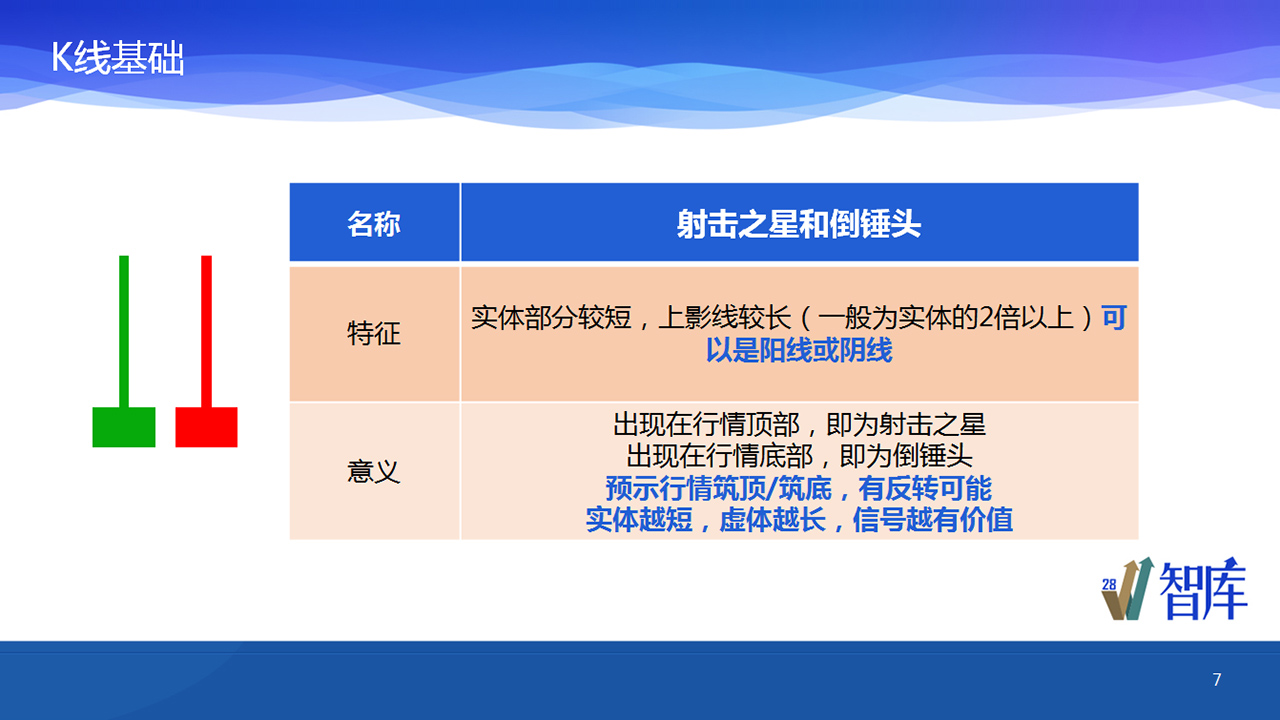 K线基础
名称
射击之星和倒锤头
特征
实体部分较短，上影线较长（一般为实体的2倍以上）可
以是阳线或阴线
意义
出现在行情顶部，即为射击之星
出现在行情底部，即为倒锤头
预示行情筑顶/筑底，有反转可能
实体越短，虚体越长，信号越有价值
28
智库
7